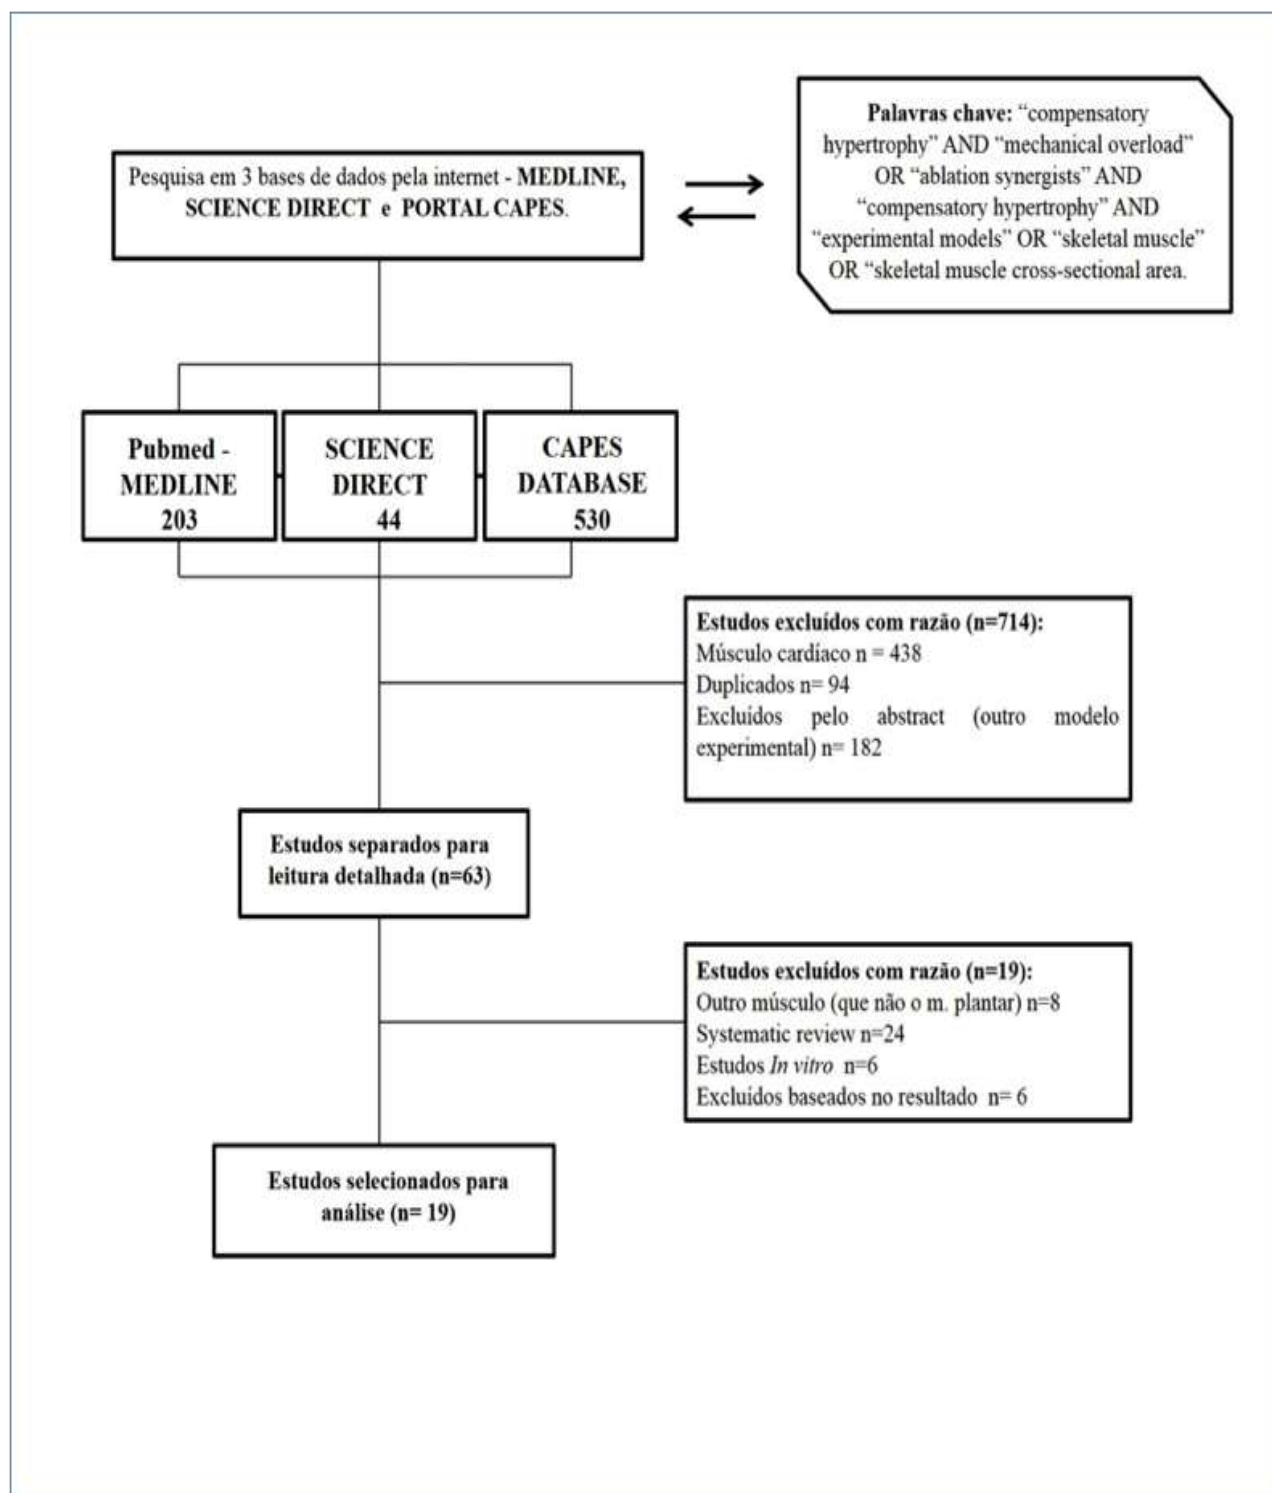 Pesquisa em 3 bases de dados pela internet - MEDLINE,
SCIENCE DIRECT e PORTAL CAPES.
Palavras chave: “compensatory
hypertrophy” AND “mechanical overload”
OR “ablation synergists” AND
“compensatory hypertrophy” AND
“experimental models” OR “skeletal muscle”
OR “skeletal muscle cross-sectional area.
Pubmed -
MEDLINE
203
SCIENCE
DIRECT
44
CAPES
DATABASE
530
Estudos excluídos com razão (n=714):
Músculo cardíaco n = 438
Duplicados n= 94
Excluídos pelo abstract (outro modelo
experimental) n= 182
Estudos separados para
leitura detalhada (n=63)
Estudos excluídos com razão (n=19):
Outro músculo (que não o m. plantar) n=8
Systematic review n=24
Estudos In vitro n=6
Excluídos baseados no resultado n= 6
Estudos selecionados para
análise (n= 19)